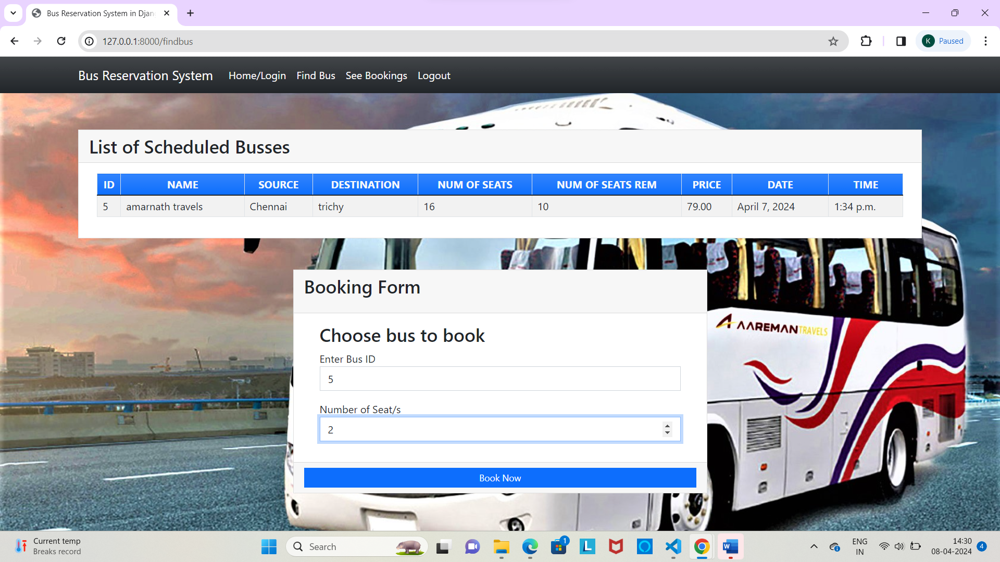 Bus Reservation System in Djan
127.0.0.1:8000/findbus
K Paused
Bus Reservation System Home/Login Find Bus See Bookings Logout
List of Scheduled Busses
ID NAME SOURCE DESTINATION NUM OF SEATS NUM OF SEATS REM PRICE DATE TIME
5 amarnath travels Chennai trichy 16 10 79.00 April 7, 2024 1:34 p.m.
Booking Form
Choose bus to book
Enter Bus ID
5
Number of Seat/s
2
Book Now
AAREMAN TRAVELS
Current temp
Breaks record
Search
1
L
W
ENG
IN
14:30
08-04-2024
4